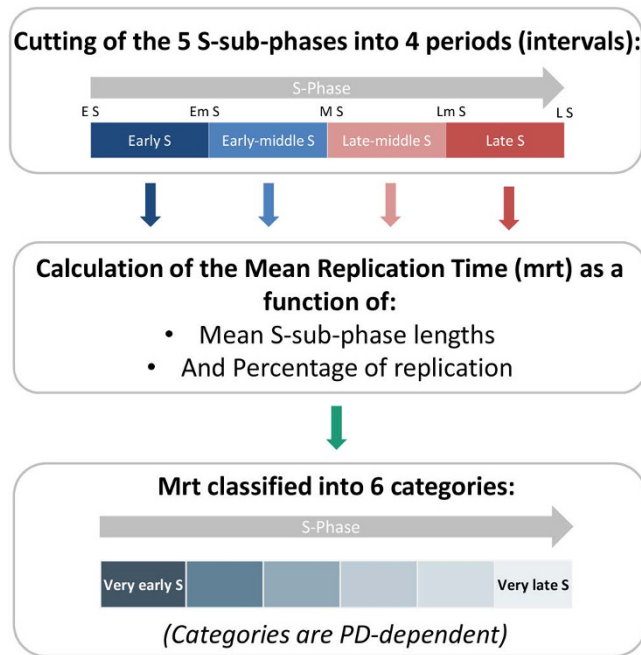 Cutting of the 5 S-sub-phases into 4 periods (intervals):
S-Phase
E S Em S M S Lm S L S
Early S Early-middle S Late-middle S Late S
Calculation of the Mean Replication Time (mrt) as a
function of:
• Mean S-sub-phase lengths
• And Percentage of replication
Mrt classified into 6 categories:
S-Phase
Very early S Very late S
(Categories are PD-dependent)